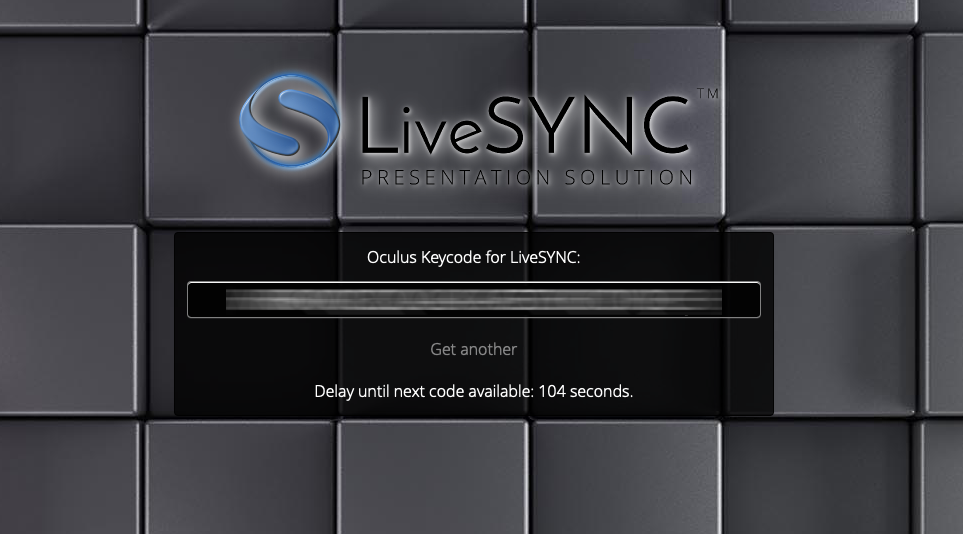 LiveSYNC™
PRESENTATION SOLUTION
Oculus Keycode for LiveSYNC:
Get another
Delay until next code available: 104 seconds.